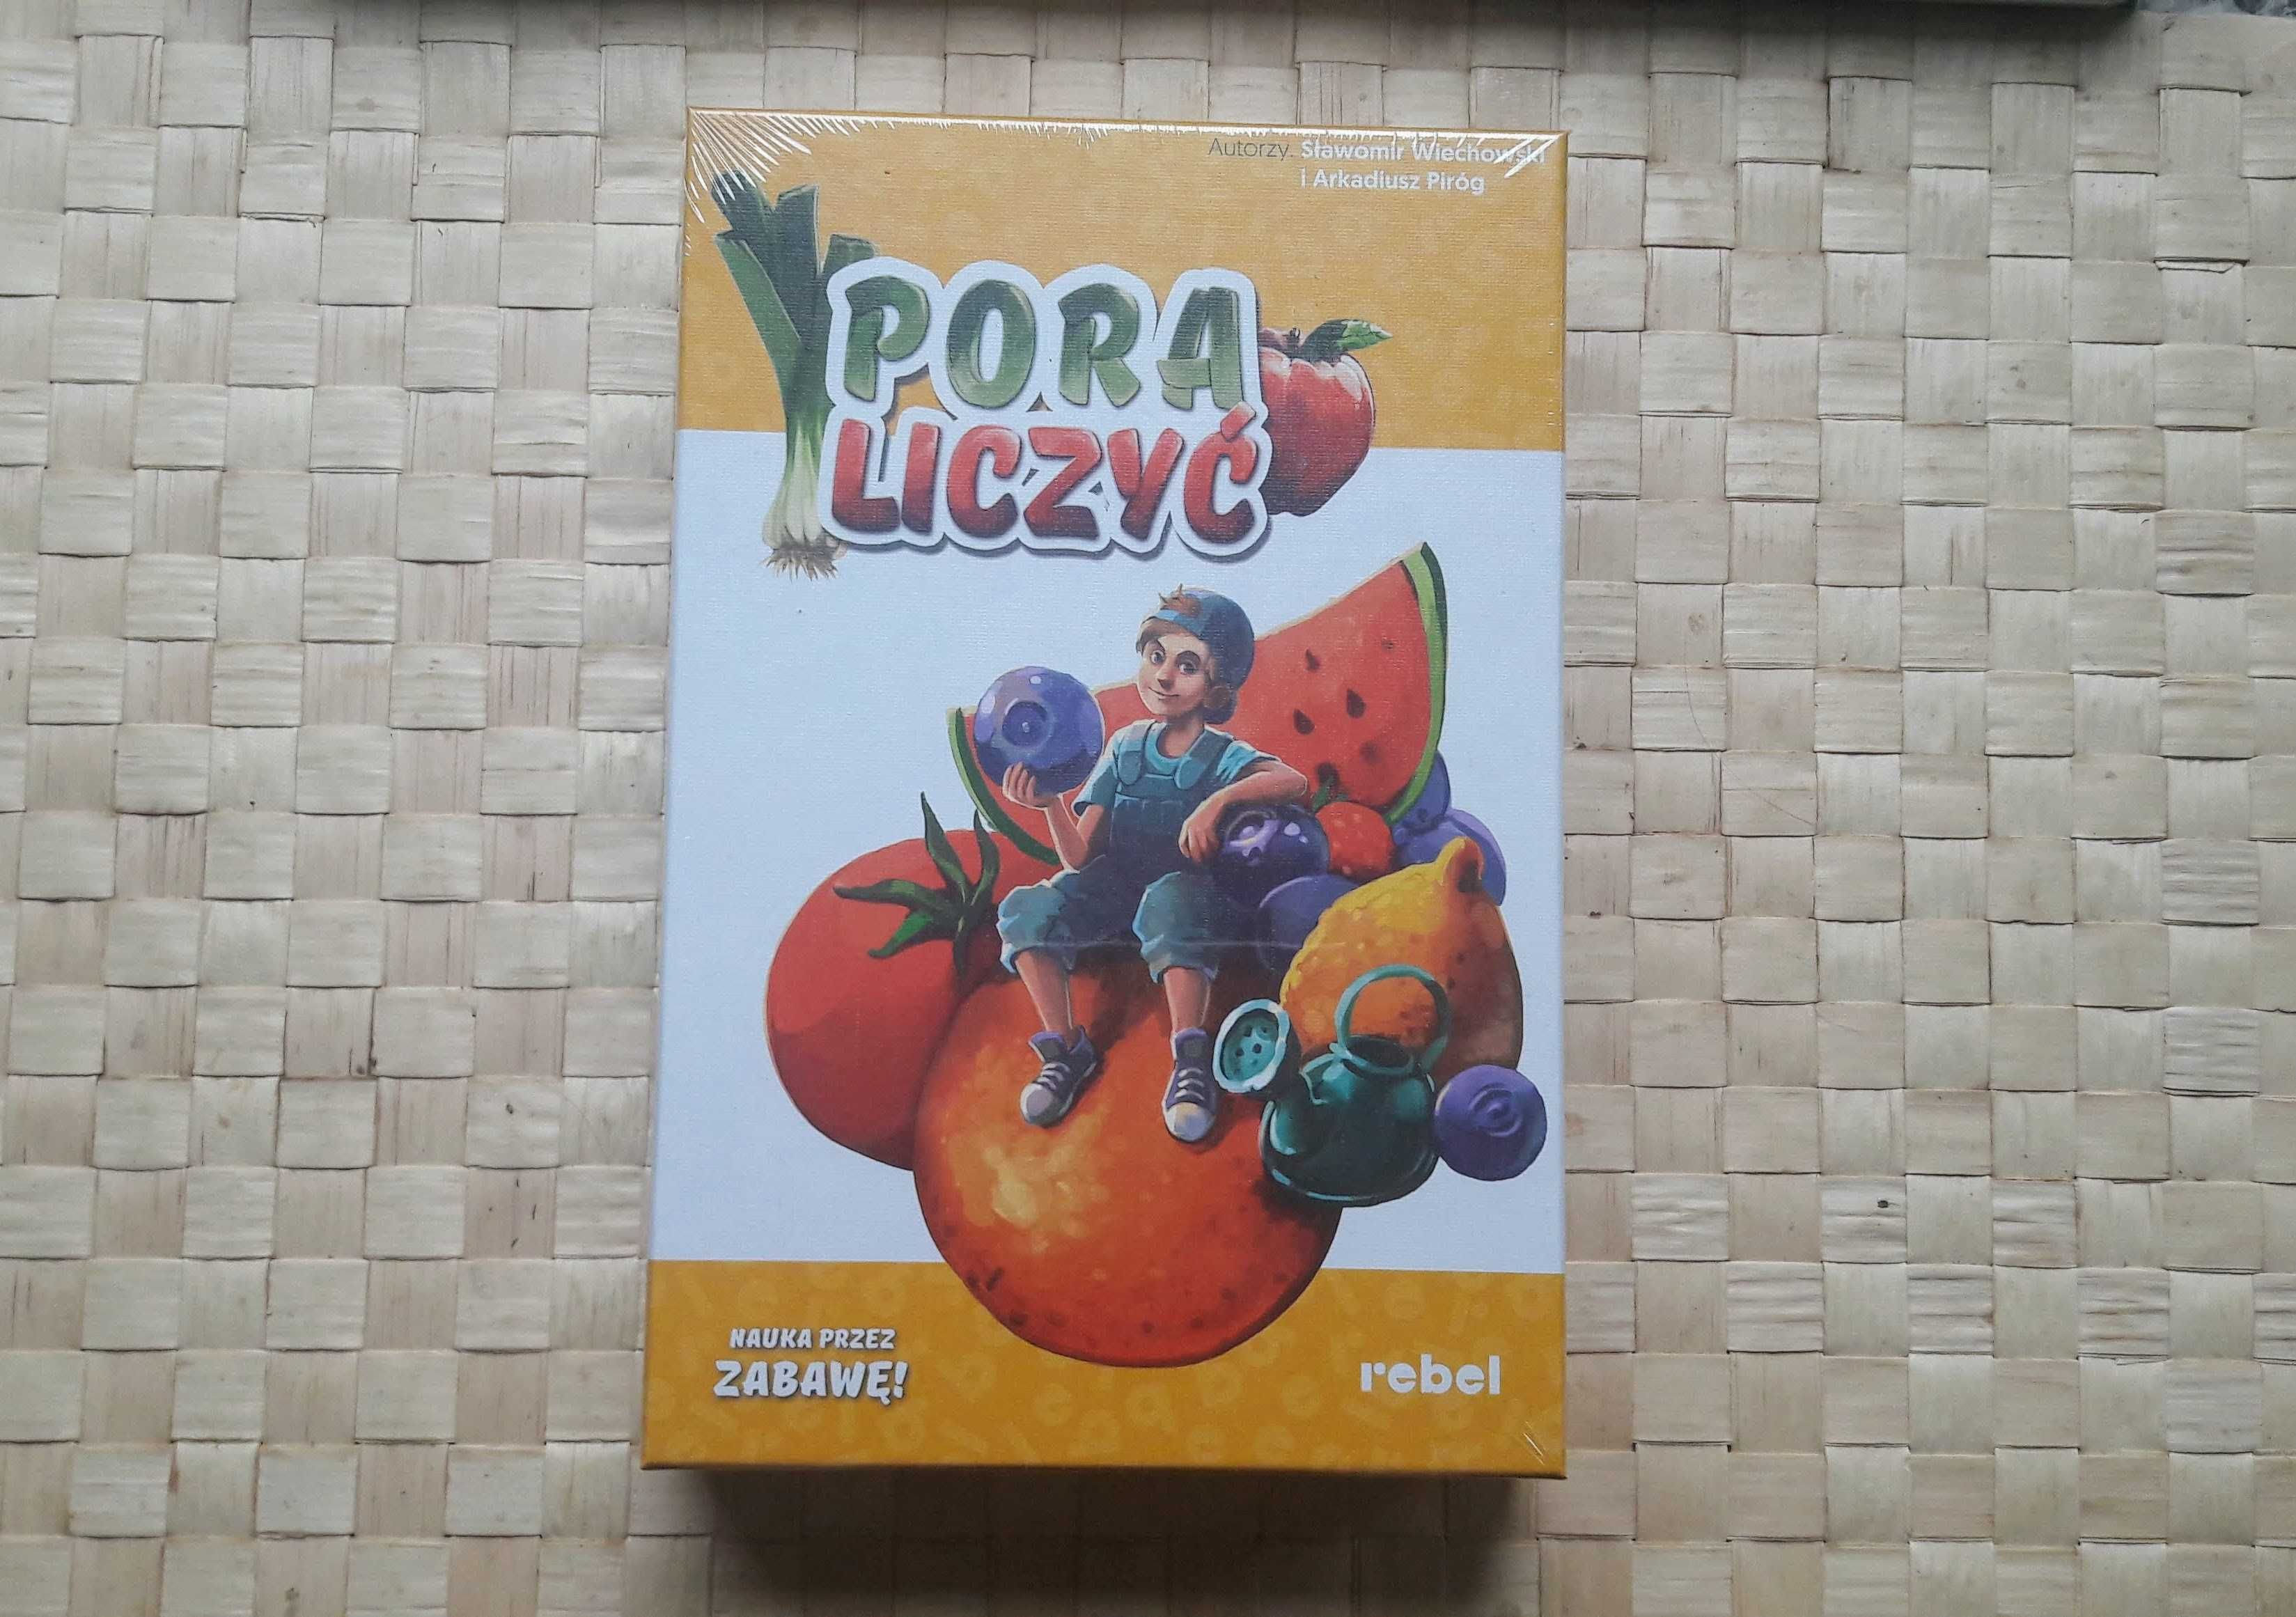 Autorzy: Sławomir Wiechowski
i Arkadiusz Piróg
PORA
LICZYĆ
NAUKA PRZEZ
ZABAWĘ!
rebel